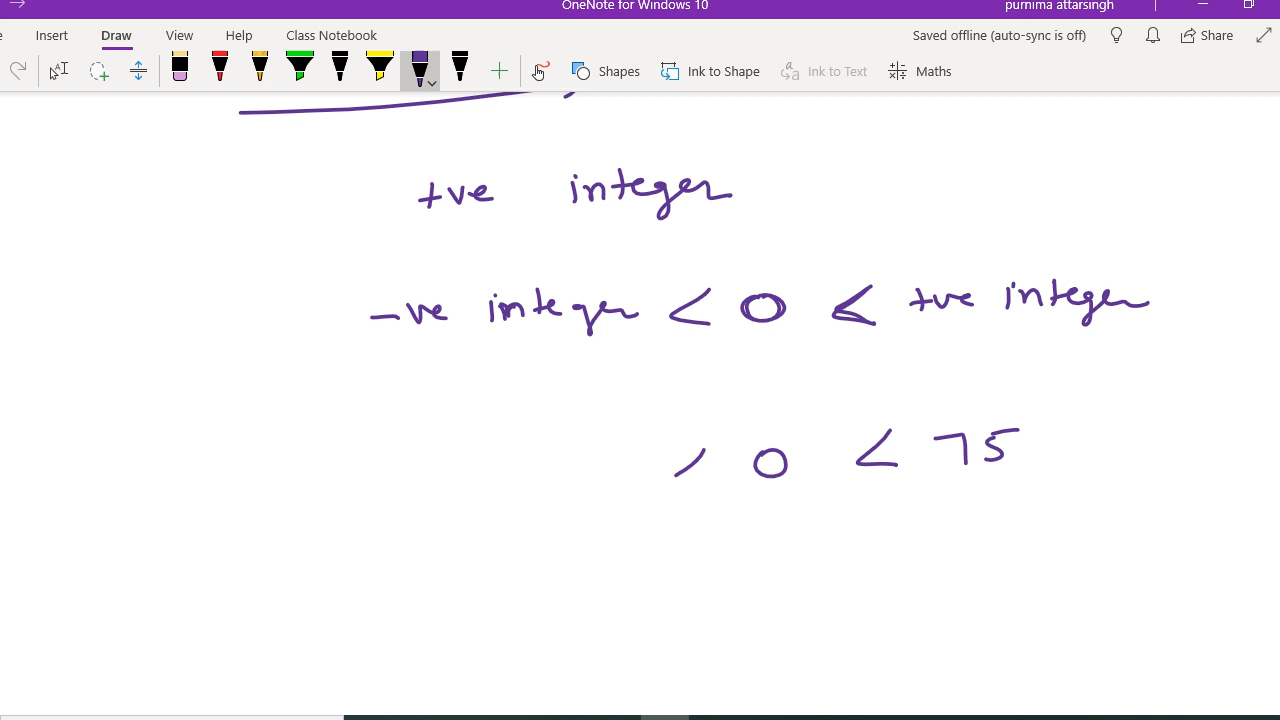 OneNote for Windows 10 purnima attarsingh
Insert Draw View Help Class Notebook Saved offline (auto-sync is off) Share
Shapes Ink to Shape Ink to Text Maths
+ve integer
-ve integer < 0 < +ve integer
0 < 75